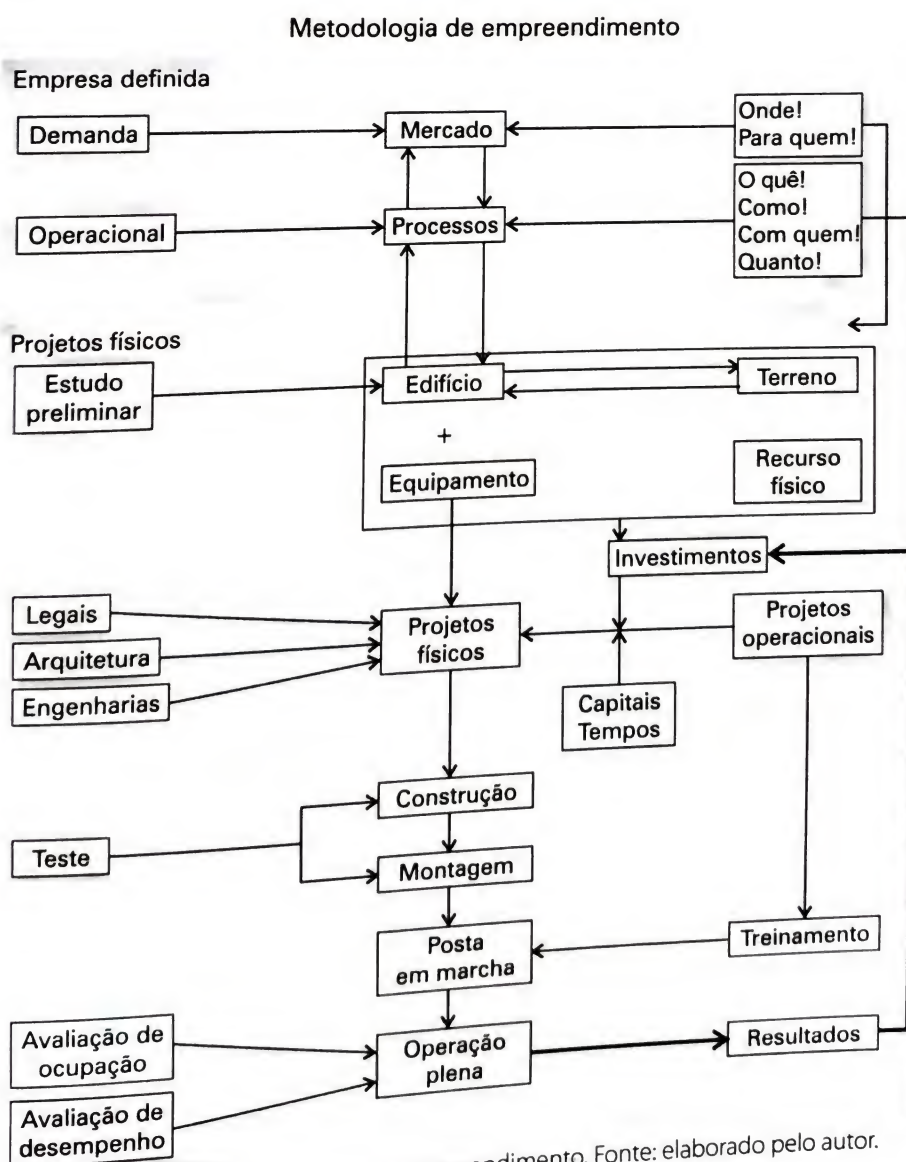 Metodologia de empreendimento
Empresa definida
Demanda
Mercado
Onde!
Para quem!
Operacional
Processos
O quê!
Como!
Com quem!
Quanto!
Projetos físicos
Estudo
preliminar
Edifício
Terreno
+
Equipamento
Recurso
físico
Investimentos
Legais
Arquitetura
Engenharias
Projetos
físicos
Projetos
operacionais
Capitais
Tempos
Construção
Teste
Montagem
Posta
em marcha
Treinamento
Avaliação de
ocupação
Operação
plena
Resultados
Avaliação de
desempenho
Fonte: elaborado pelo autor.